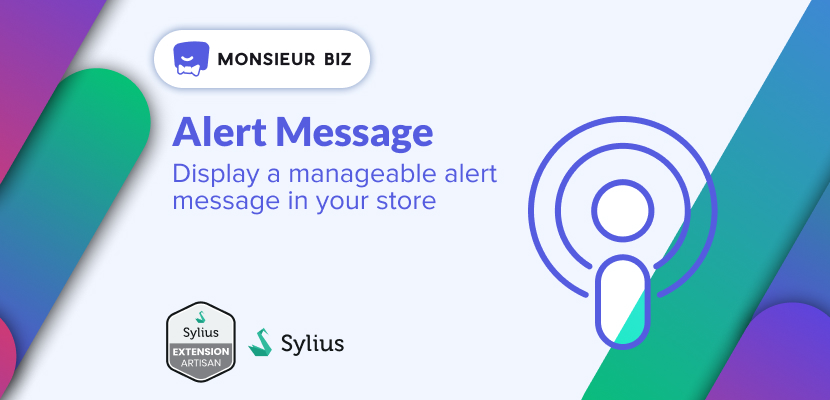 MONSIEUR BIZ
Alert Message
Display a manageable alert
message in your store
Sylius
EXTENSION
ARTISAN
Sylius